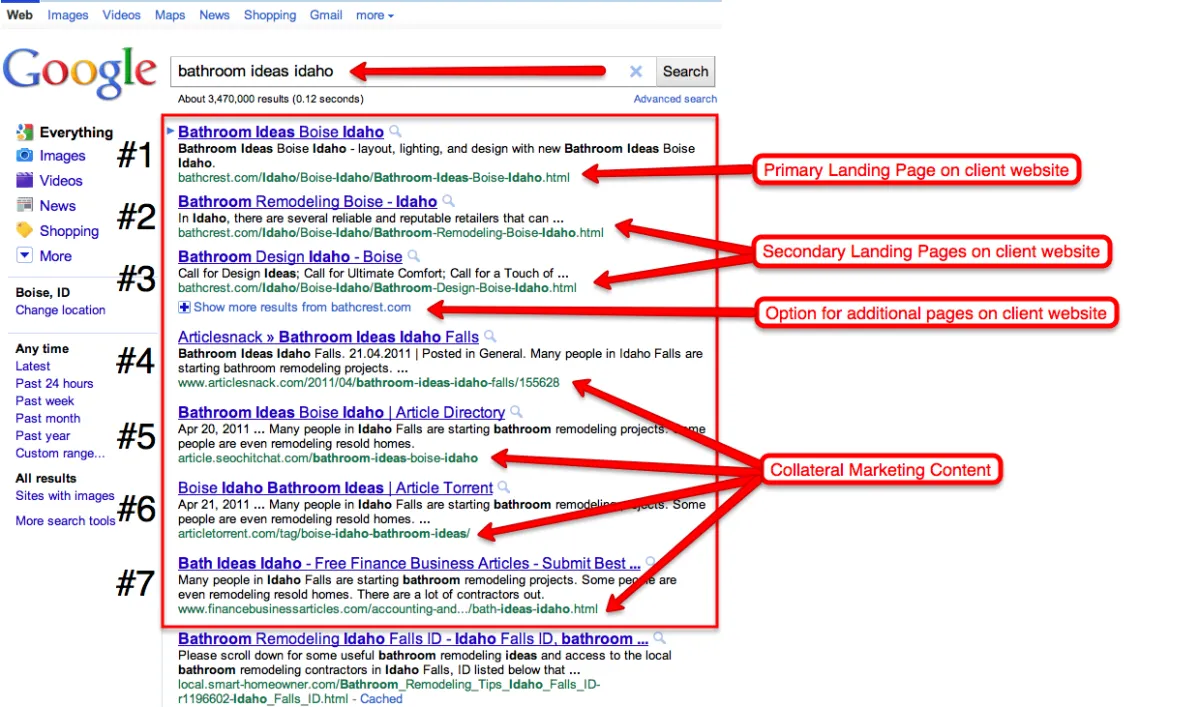 Web Images Videos Maps News Shopping Gmail more
Google
bathroom ideas idaho
Search
About 3,470,000 results (0.12 seconds)
Advanced search
Everything
Images
Videos
News
Shopping
More
Boise, ID
Change location
Any time
Latest
Past 24 hours
Past week
Past month
Past year
Custom range...
All results
Sites with images
More search tools
#1
Bathroom Ideas Boise Idaho
Bathroom Ideas Boise Idaho - layout, lighting, and design with new Bathroom Ideas Boise
Idaho.
bathcrest.com/Idaho/Boise-Idaho/Bathroom-Ideas-Boise-Idaho.html
Primary Landing Page on client website
#2
Bathroom Remodeling Boise - Idaho
In Idaho, there are several reliable and reputable retailers that can ...
bathcrest.com/Idaho/Boise-Idaho/Bathroom-Remodeling-Boise-Idaho.html
Secondary Landing Pages on client website
#3
Bathroom Design Idaho - Boise
Call for Design Ideas; Call for Ultimate Comfort; Call for a Touch of ...
bathcrest.com/Idaho/Boise-Idaho/Bathroom-Design-Boise-Idaho.html
Show more results from bathcrest.com
Option for additional pages on client website
#4
Articlesnack » Bathroom Ideas Idaho Falls
Bathroom Ideas Idaho Falls. 21.04.2011 | Posted in General. Many people in Idaho Falls are
starting bathroom remodeling projects. ...
www.articlesnack.com/2011/04/bathroom-ideas-idaho-falls/155628
#5
Bathroom Ideas Boise Idaho | Article Directory
Apr 20, 2011 ... Many people in Idaho Falls are starting bathroom remodeling projects. Some
people are even remodeling resold homes.
article.seochitchat.com/bathroom-ideas-boise-idaho
Collateral Marketing Content
#6
Boise Idaho Bathroom Ideas | Article Torrent
Apr 21, 2011 ... Many people in Idaho Falls are starting bathroom remodeling projects. Some
people are even remodeling resold homes. ...
articletorrent.com/tag/boise-idaho-bathroom-ideas/
#7
Bath Ideas Idaho - Free Finance Business Articles - Submit Best ...
Many people in Idaho Falls are starting bathroom remodeling projects. Some people are
even remodeling resold homes. There are a lot of contractors out.
www.financebusinessarticles.com/accounting-and.../bath-ideas-idaho.html
Bathroom Remodeling Idaho Falls ID - Idaho Falls ID, bathroom ...
Please scroll down for some useful bathroom remodeling ideas and access to the local
bathroom remodeling contractors in Idaho Falls, ID listed below that ...
local.smart-homeowner.com/Bathroom_Remodeling_Tips_Idaho_Falls_ID-
r1196602-Idaho_Falls_ID.html - Cached